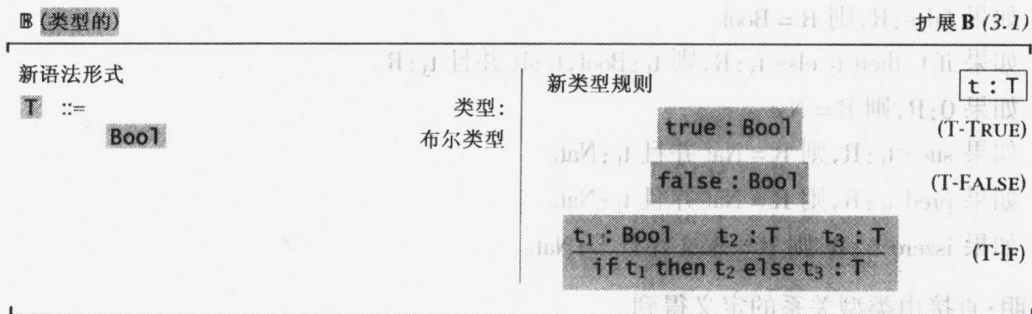 B (类型的)
扩展 B (3.1)
新语法形式
T ::=
类型:
Bool
布尔类型
新类型规则
t : T
true : Bool
(T-TRUE)
false : Bool
(T-FALSE)
t₁ : Bool t₂ : T t₃ : T
if t₁ then t₂ else t₃ : T
(T-IF)